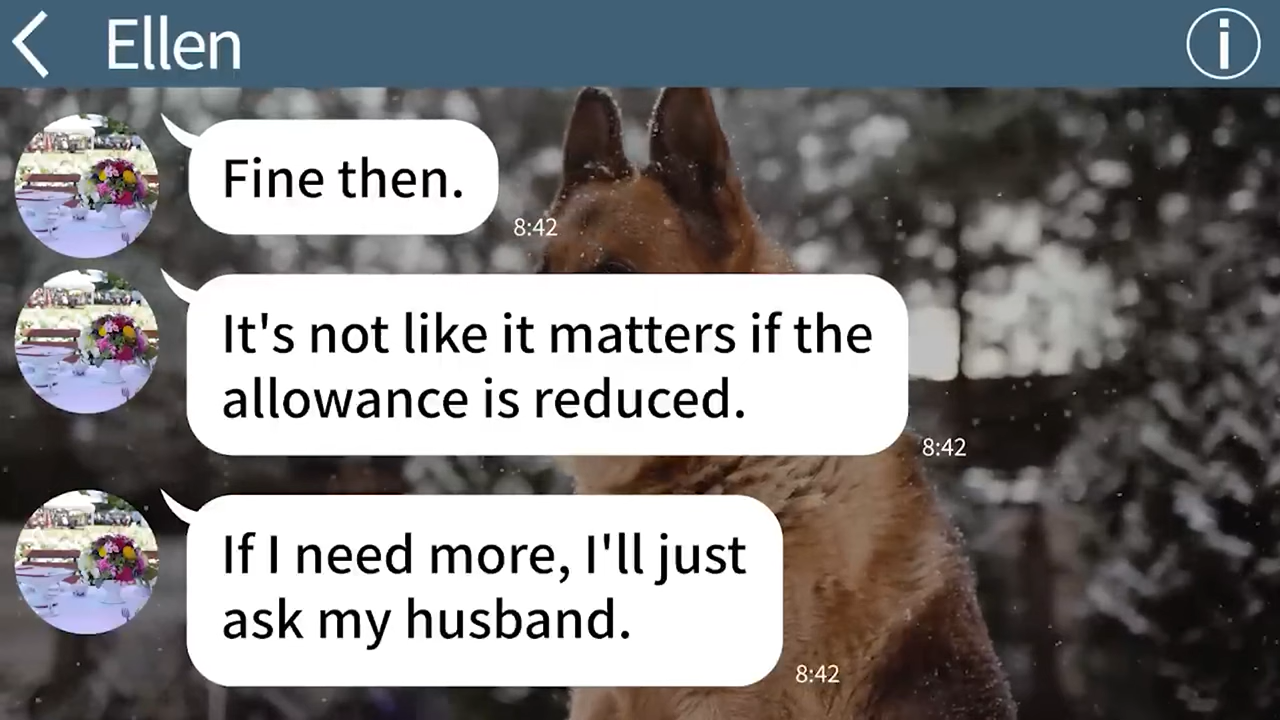 Ellen
Fine then.
8:42
It's not like it matters if the
allowance is reduced.
8:42
If I need more, I'll just
ask my husband.
8:42